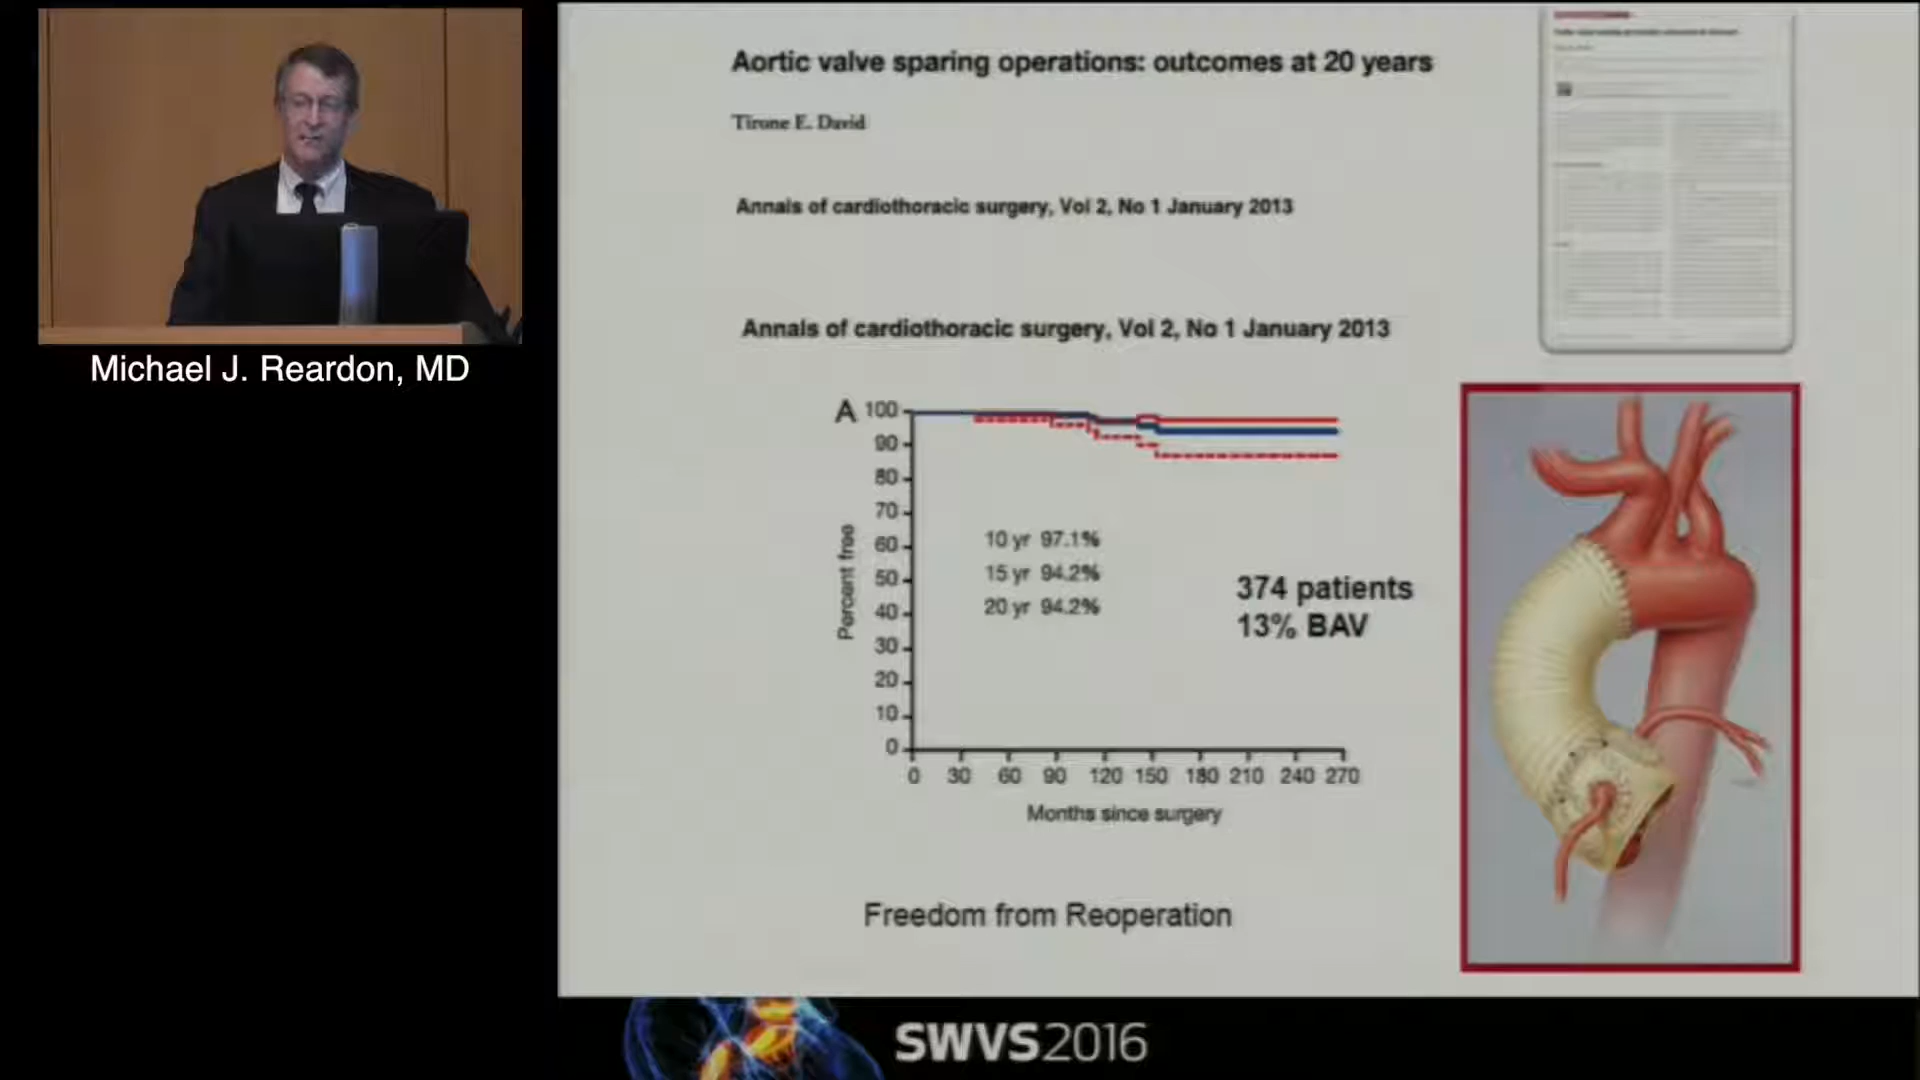 Michael J. Reardon, MD
Aortic valve sparing operations: outcomes at 20 years
Tirone E. David
Annals of cardiothoracic surgery, Vol 2, No 1 January 2013
Annals of cardiothoracic surgery, Vol 2, No 1 January 2013
A
100
90
80
70
60
50
40
30
20
10
0
Percent free
10 yr 97.1%
15 yr 94.2%
20 yr 94.2%
374 patients
13% BAV
0 30 60 90 120 150 180 210 240 270
Months since surgery
Freedom from Reoperation
SWVS2016